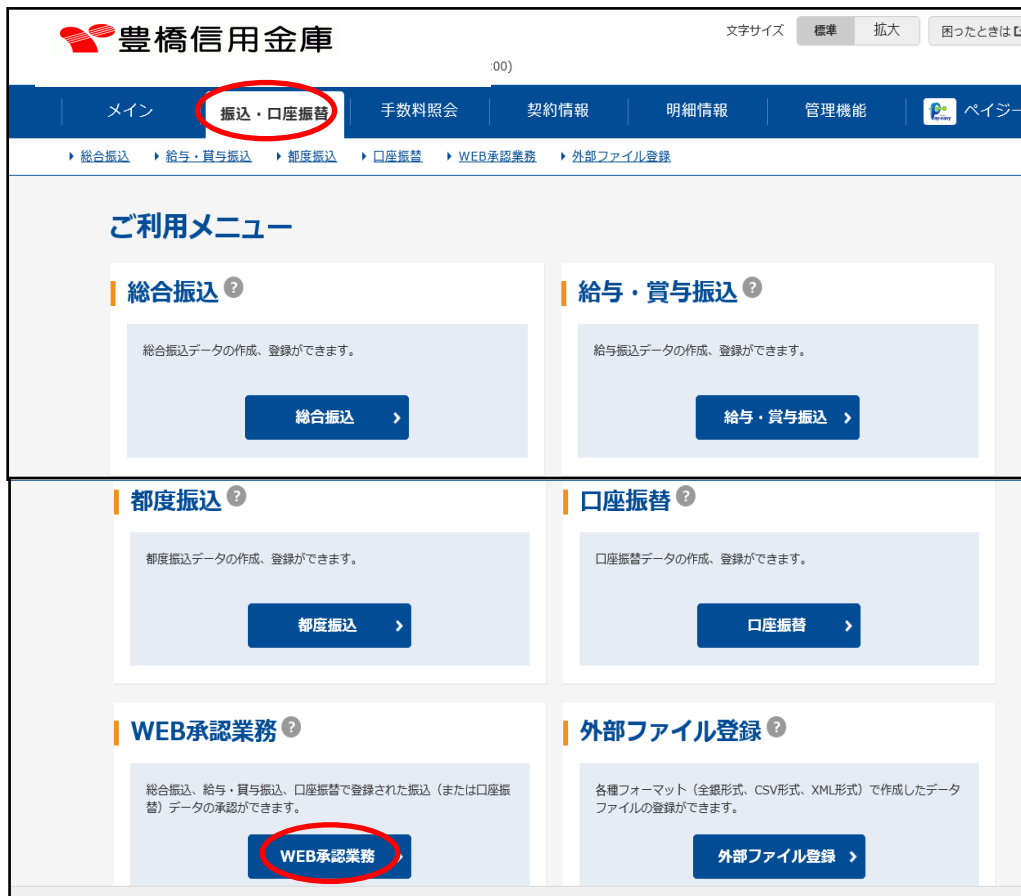 豊橋信用金庫
文字サイズ 標準 拡大 困ったときは
:00)
メイン 振込・口座振替 手数料照会 契約情報 明細情報 管理機能 ペイジー
総合振込 給与・賞与振込 都度振込 口座振替 WEB承認業務 外部ファイル登録
ご利用メニュー
総合振込 ?
総合振込データの作成、登録ができます。
総合振込
給与・賞与振込 ?
給与振込データの作成、登録ができます。
給与・賞与振込
都度振込 ?
都度振込データの作成、登録ができます。
都度振込
口座振替 ?
口座振替データの作成、登録ができます。
口座振替
WEB承認業務 ?
総合振込、給与・賞与振込、口座振替で登録された振込（または口座振
替）データの承認ができます。
WEB承認業務
外部ファイル登録 ?
各種フォーマット（全銀形式、CSV形式、XML形式）で作成したデータ
ファイルの登録ができます。
外部ファイル登録